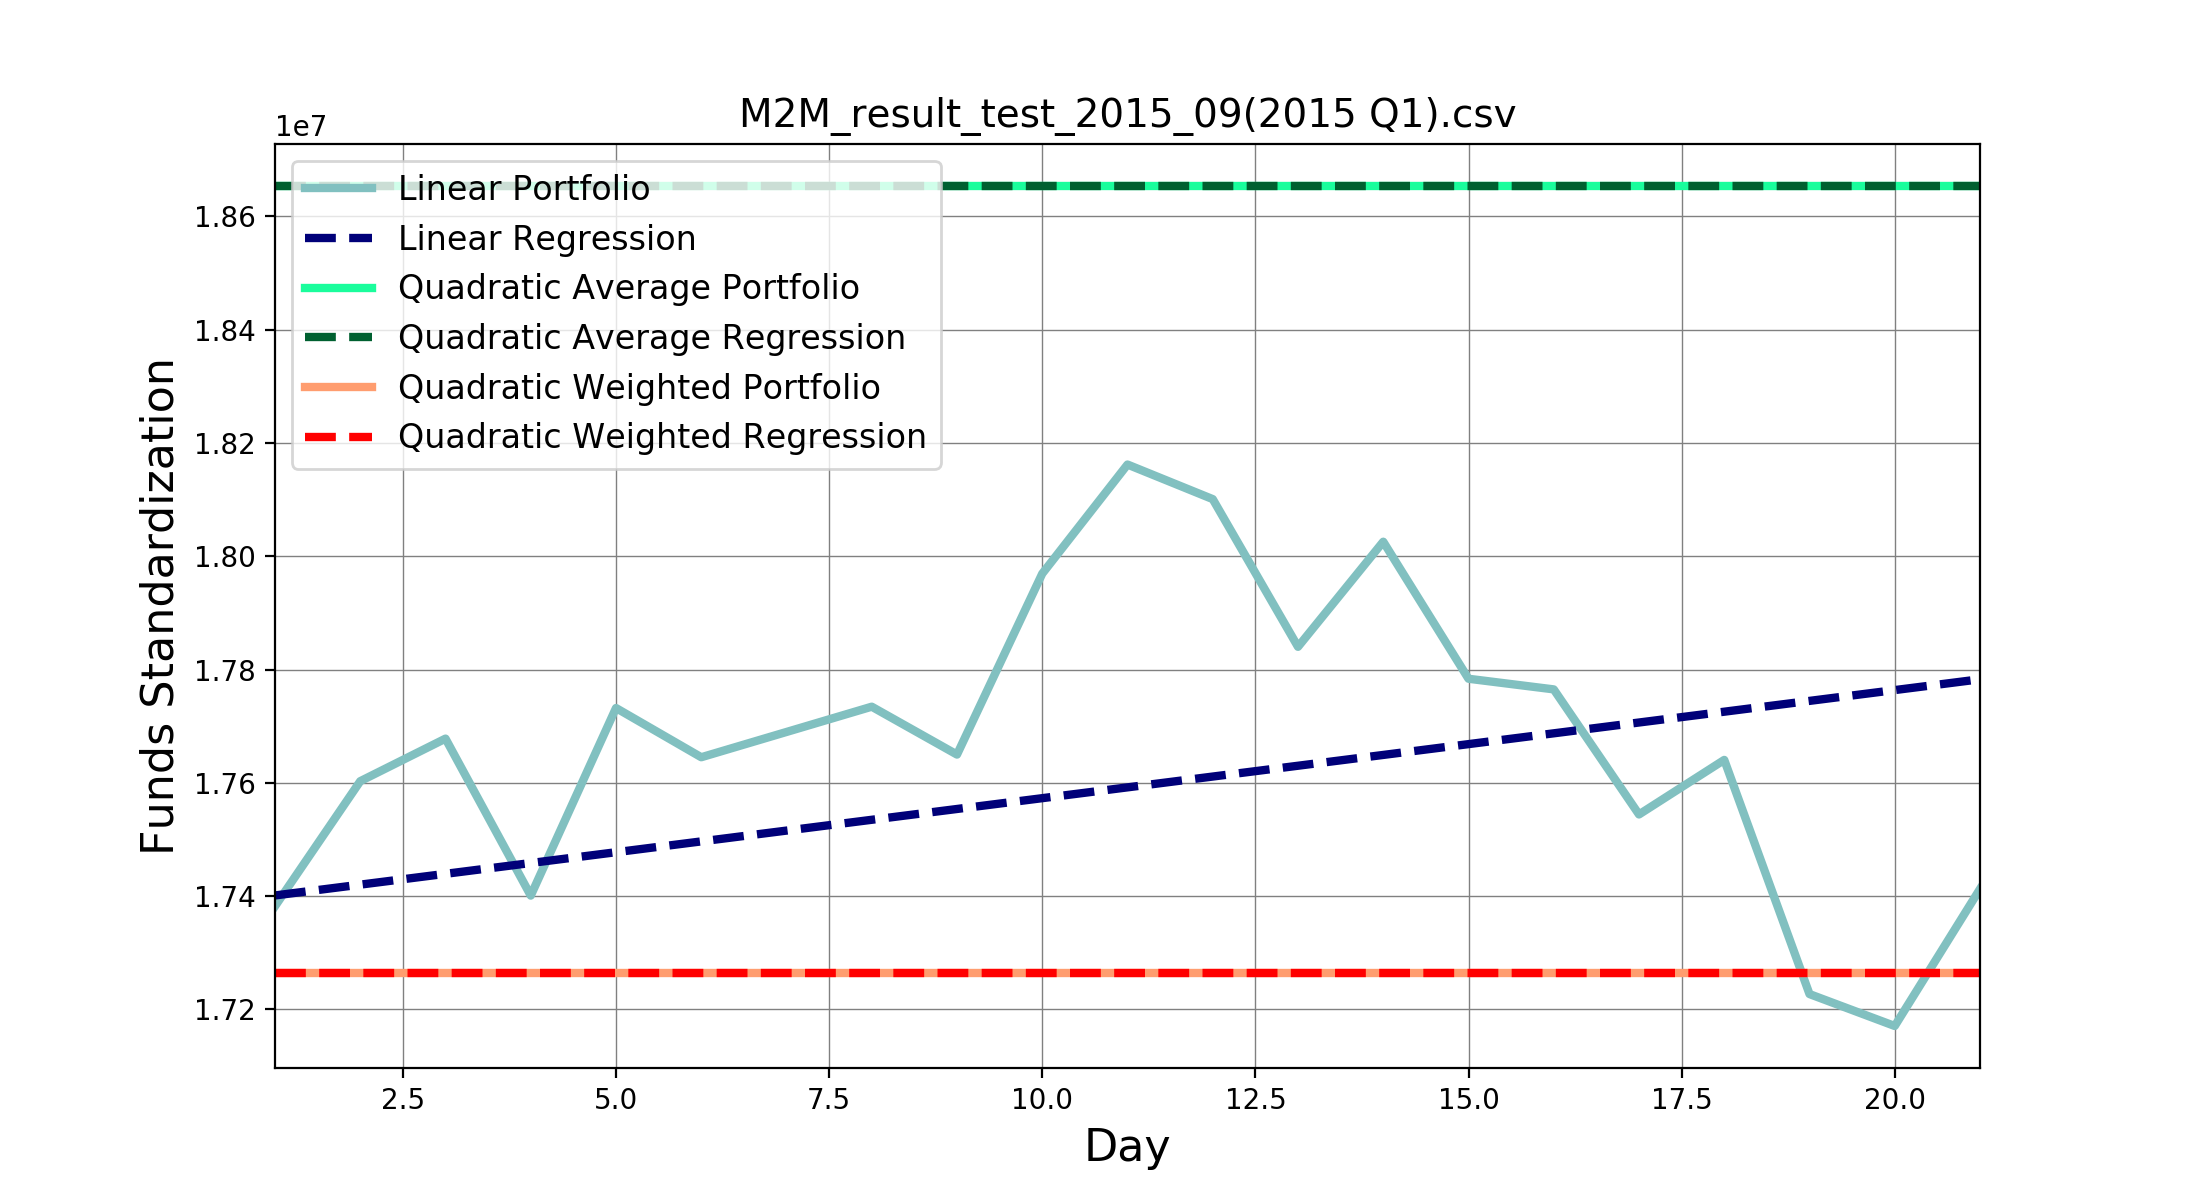 M2M_result_test_2015_09(2015 Q1).csv
1e7
Linear Portfolio
Linear Regression
Quadratic Average Portfolio
Quadratic Average Regression
Quadratic Weighted Portfolio
Quadratic Weighted Regression
Funds Standardization
1.86
1.84
1.82
1.80
1.78
1.76
1.74
1.72
2.5 5.0 7.5 10.0 12.5 15.0 17.5 20.0
Day